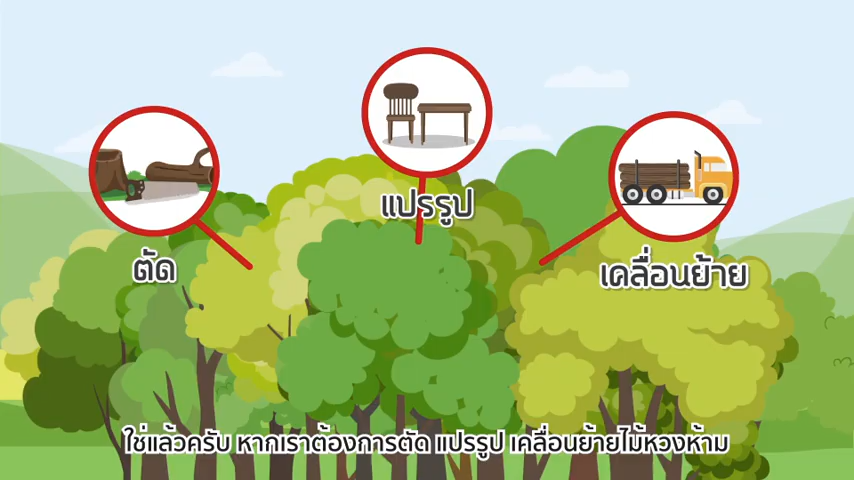 แปรรูป
ตัด
เคลื่อนย้าย
ใช่แล้วครับ หากเราต้องการตัด แปรรูป เคลื่อนย้ายไม้หวงห้าม